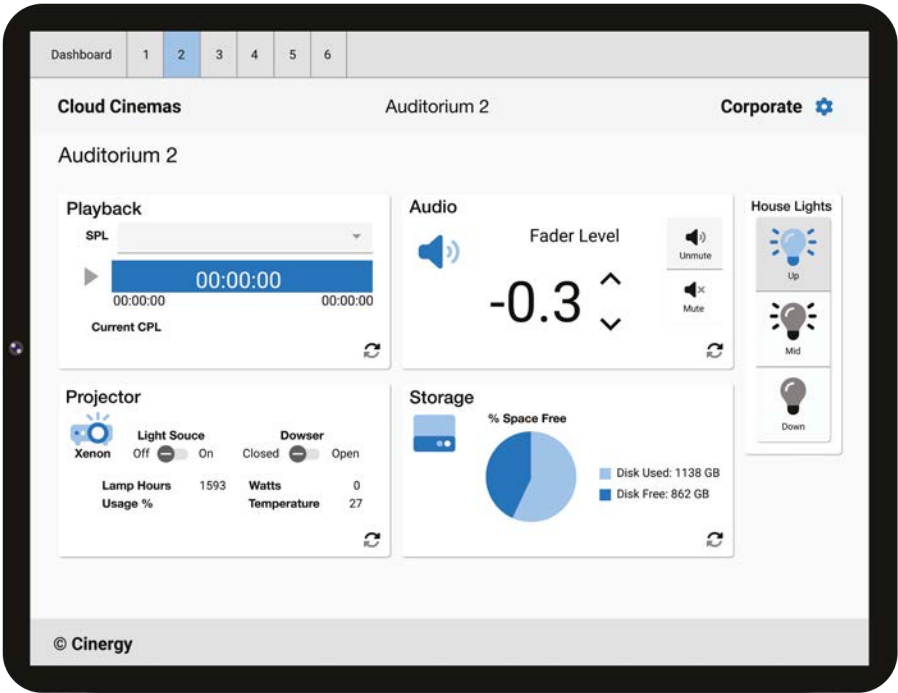 Dashboard 1 2 3 4 5 6
Cloud Cinemas Auditorium 2 Corporate
Auditorium 2
Playback
SPL
00:00:00
00:00:00 00:00:00
Current CPL
Audio
Fader Level
-0.3
Unmute
Mute
House Lights
Up
Mid
Down
Projector
Xenon
Light Souce
Off On
Dowser
Closed Open
Lamp Hours 1593 Watts 0
Usage % Temperature 27
Storage
% Space Free
Disk Used: 1138 GB
Disk Free: 862 GB
© Cinergy